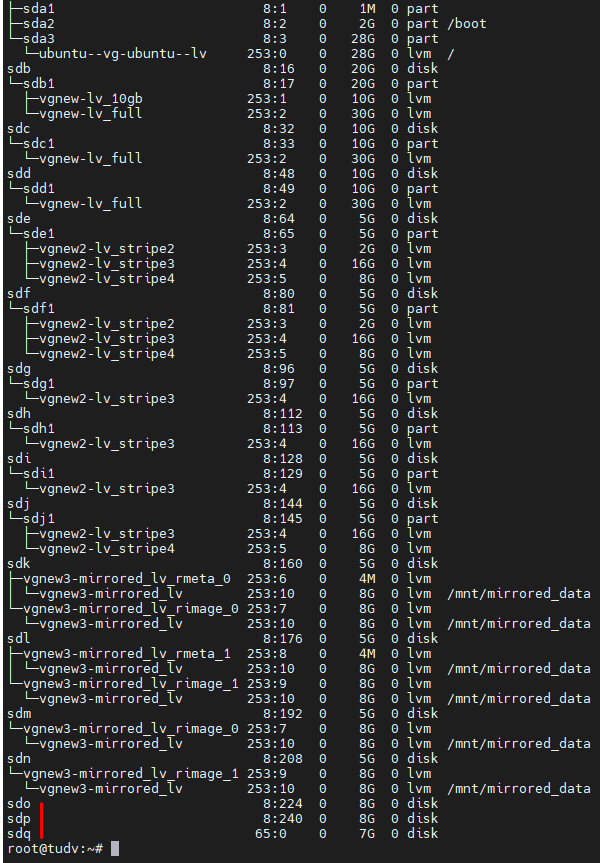 ├─sda1 8:1 0 1M 0 part
├─sda2 8:2 0 2G 0 part /boot
└─sda3 8:3 0 28G 0 part
  └─ubuntu--vg-ubuntu--lv 253:0 0 28G 0 lvm /
sdb 8:16 0 20G 0 disk
└─sdb1 8:17 0 20G 0 part
  ├─vgnew-lv_10gb 253:1 0 10G 0 lvm
  └─vgnew-lv_full 253:2 0 30G 0 lvm
sdc 8:32 0 10G 0 disk
└─sdc1 8:33 0 10G 0 part
  └─vgnew-lv_full 253:2 0 30G 0 lvm
sdd 8:48 0 10G 0 disk
└─sdd1 8:49 0 10G 0 part
  └─vgnew-lv_full 253:2 0 30G 0 lvm
sde 8:64 0 5G 0 disk
└─sde1 8:65 0 5G 0 part
  ├─vgnew2-lv_stripe2 253:3 0 2G 0 lvm
  ├─vgnew2-lv_stripe3 253:4 0 16G 0 lvm
  └─vgnew2-lv_stripe4 253:5 0 8G 0 lvm
sdf 8:80 0 5G 0 disk
└─sdf1 8:81 0 5G 0 part
  ├─vgnew2-lv_stripe2 253:3 0 2G 0 lvm
  ├─vgnew2-lv_stripe3 253:4 0 16G 0 lvm
  └─vgnew2-lv_stripe4 253:5 0 8G 0 lvm
sdg 8:96 0 5G 0 disk
└─sdg1 8:97 0 5G 0 part
  └─vgnew2-lv_stripe3 253:4 0 16G 0 lvm
sdh 8:112 0 5G 0 disk
└─sdh1 8:113 0 5G 0 part
  └─vgnew2-lv_stripe3 253:4 0 16G 0 lvm
sdi 8:128 0 5G 0 disk
└─sdi1 8:129 0 5G 0 part
  └─vgnew2-lv_stripe3 253:4 0 16G 0 lvm
sdj 8:144 0 5G 0 disk
└─sdj1 8:145 0 5G 0 part
  ├─vgnew2-lv_stripe3 253:4 0 16G 0 lvm
  └─vgnew2-lv_stripe4 253:5 0 8G 0 lvm
sdk 8:160 0 5G 0 disk
├─vgnew3-mirrored_lv_rmeta_0 253:6 0 4M 0 lvm
│ └─vgnew3-mirrored_lv 253:10 0 8G 0 lvm /mnt/mirrored_data
└─vgnew3-mirrored_lv_rimage_0 253:7 0 8G 0 lvm
  └─vgnew3-mirrored_lv 253:10 0 8G 0 lvm /mnt/mirrored_data
sdl 8:176 0 5G 0 disk
├─vgnew3-mirrored_lv_rmeta_1 253:8 0 4M 0 lvm
│ └─vgnew3-mirrored_lv 253:10 0 8G 0 lvm /mnt/mirrored_data
└─vgnew3-mirrored_lv_rimage_1 253:9 0 8G 0 lvm
  └─vgnew3-mirrored_lv 253:10 0 8G 0 lvm /mnt/mirrored_data
sdm 8:192 0 5G 0 disk
└─vgnew3-mirrored_lv_rimage_0 253:7 0 8G 0 lvm
  └─vgnew3-mirrored_lv 253:10 0 8G 0 lvm /mnt/mirrored_data
sdn 8:208 0 5G 0 disk
└─vgnew3-mirrored_lv_rimage_1 253:9 0 8G 0 lvm
  └─vgnew3-mirrored_lv 253:10 0 8G 0 lvm /mnt/mirrored_data
sdo 8:224 0 8G 0 disk
sdp 8:240 0 8G 0 disk
sdq 65:0 0 7G 0 disk
root@tudv:~#